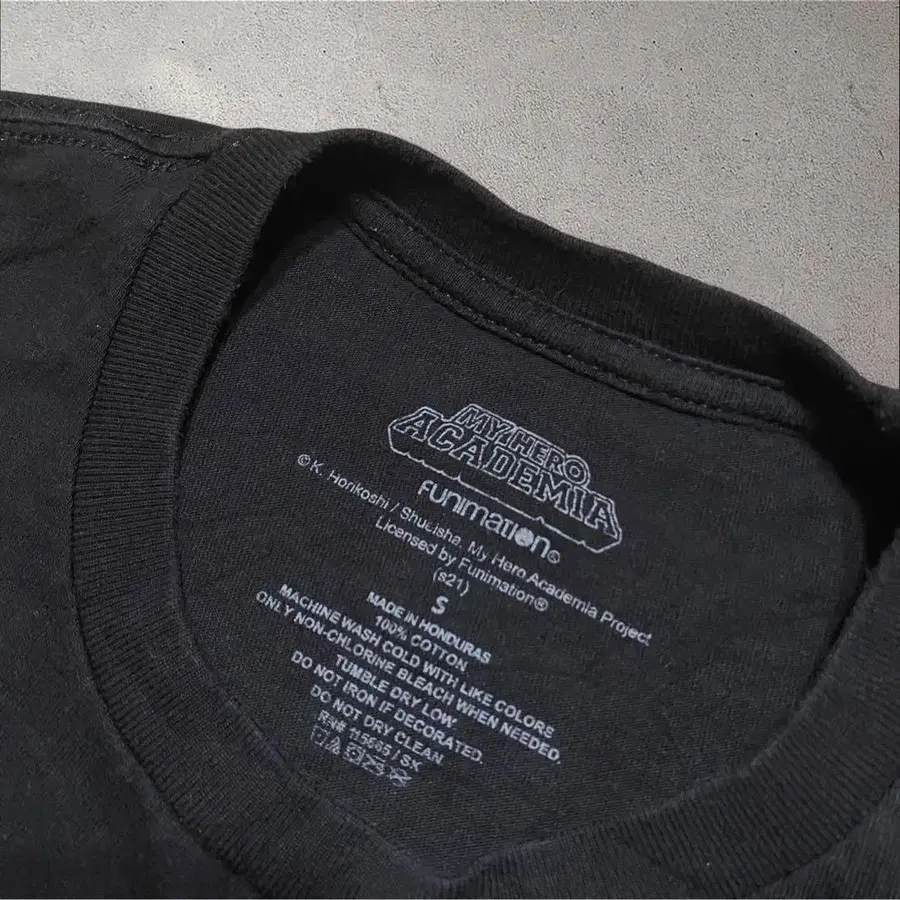 MY HERO
ACADEMIA
FUNIMATION®
©K. Horikoshi / Shueisha, My Hero Academia Project
Licensed by Funimation®
(s21)
S
MADE IN HONDURAS
100% COTTON
MACHINE WASH COLD WITH LIKE COLORS
ONLY NON-CHLORINE BLEACH WHEN NEEDED.
TUMBLE DRY LOW.
DO NOT IRON IF DECORATED.
DO NOT DRY CLEAN
RN# / SK